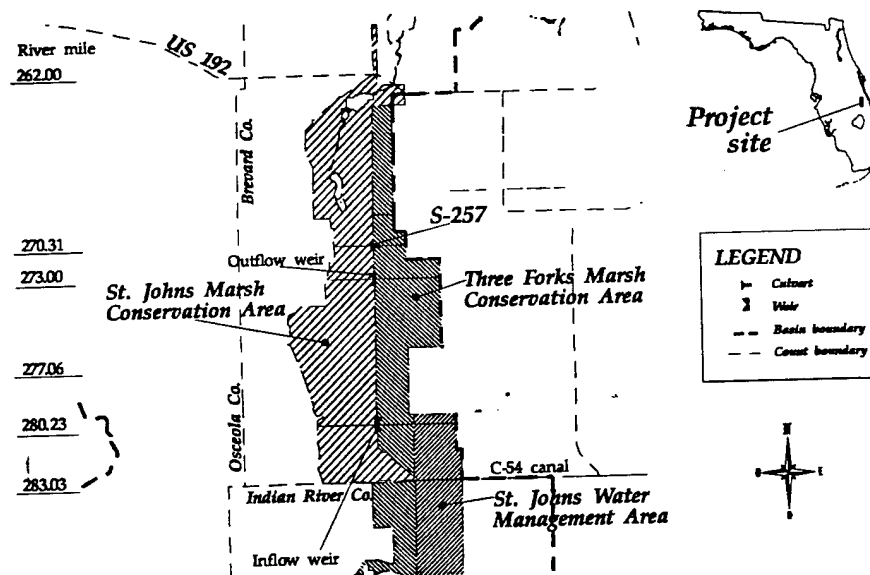 River mile
US 192
262.00
Project
site
Brevard Co.
S-257
270.31
Outflow weir
273.00
St. Johns Marsh
Conservation Area
Three Forks Marsh
Conservation Area
LEGEND
Culvert
Weir
Basin boundary
Count boundary
277.06
Osceola Co.
280.23
283.03
C-54 canal
Indian River Co.
St. Johns Water
Management Area
Inflow weir
E